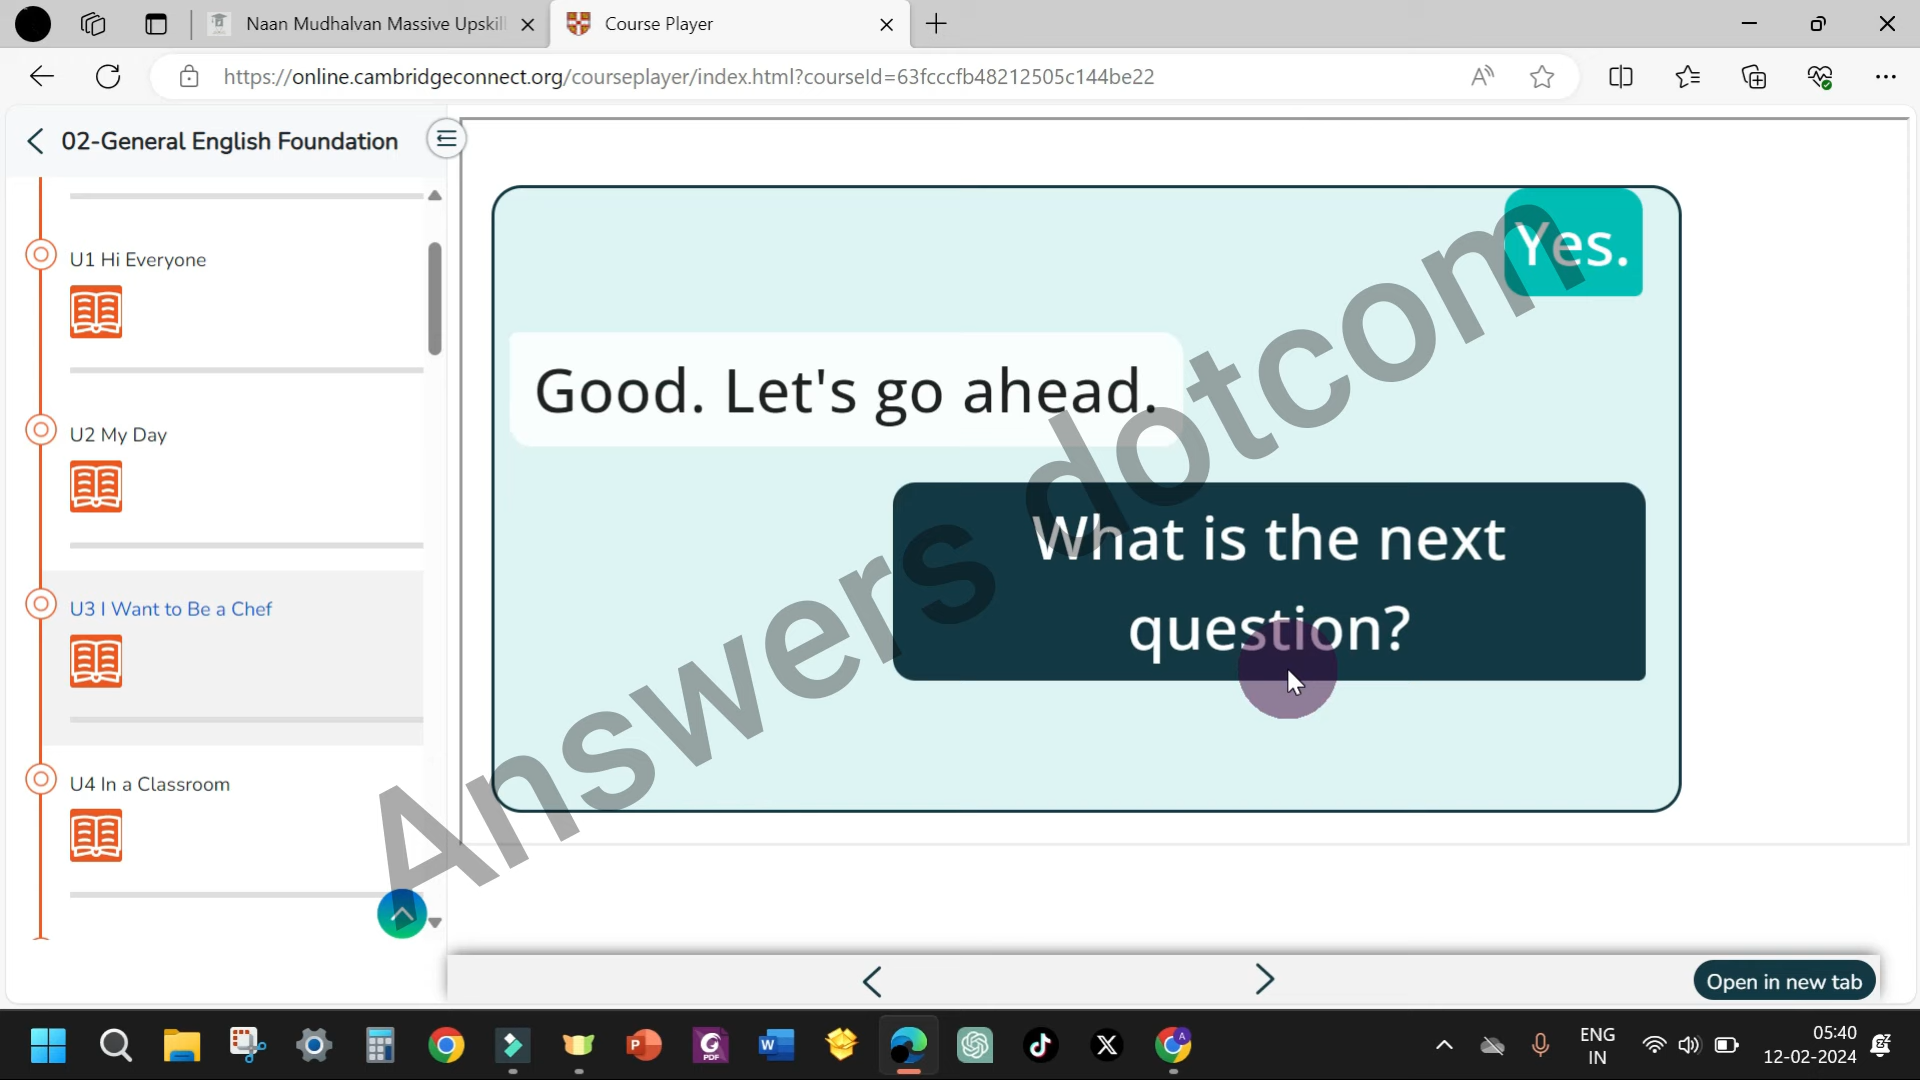 Naan Mudhalvan Massive Upskil
Course Player
https://online.cambridgeconnect.org/courseplayer/index.html?courseId=63fcccfb48212505c144be22
02-General English Foundation
U1 Hi Everyone
U2 My Day
U3 I Want to Be a Chef
U4 In a Classroom
Yes.
Good. Let's go ahead.
What is the next
question?
Answers dotcom
Open in new tab
ENG
IN
05:40
12-02-2024